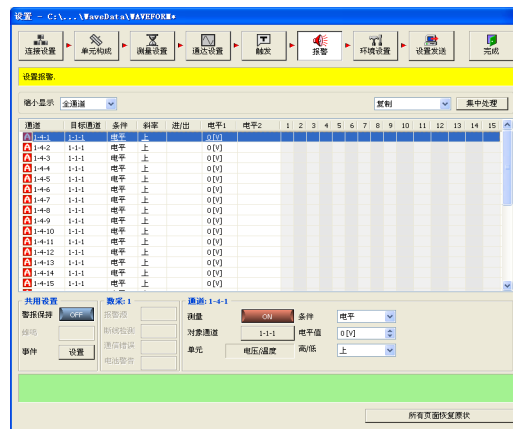 设置 - C:\...\WaveData\WAVEFORM*
连接设置 单元构成 测量设置 通达设置 触发 报警 环境设置 设置发送 完成
设置报警.
缩小显示 全通道 复制 集中处理
通道 目标通道 条件 斜率 进/出 电平1 电平2 1 2 3 4 5 6 7 8 9 10 11 12 13 14 15
A 1-4-1 1-1-1 电平 上 0 [V]
A 1-4-2 1-1-1 电平 上 0 [V]
A 1-4-3 1-1-1 电平 上 0 [V]
A 1-4-4 1-1-1 电平 上 0 [V]
A 1-4-5 1-1-1 电平 上 0 [V]
A 1-4-6 1-1-1 电平 上 0 [V]
A 1-4-7 1-1-1 电平 上 0 [V]
A 1-4-8 1-1-1 电平 上 0 [V]
A 1-4-9 1-1-1 电平 上 0 [V]
A 1-4-10 1-1-1 电平 上 0 [V]
A 1-4-11 1-1-1 电平 上 0 [V]
A 1-4-12 1-1-1 电平 上 0 [V]
A 1-4-13 1-1-1 电平 上 0 [V]
A 1-4-14 1-1-1 电平 上 0 [V]
A 1-4-15 1-1-1 电平 上 0 [V]
共用设置 数采: 1 通道: 1-4-1
警报保持 OFF 报警源 测量 ON 条件 电平
蜂鸣 断线检测 对象通道 1-1-1 电平值 0 [V]
事件 设置 通信错误 单元 电压/温度 高/低 上
电池警告
所有页面恢复原状